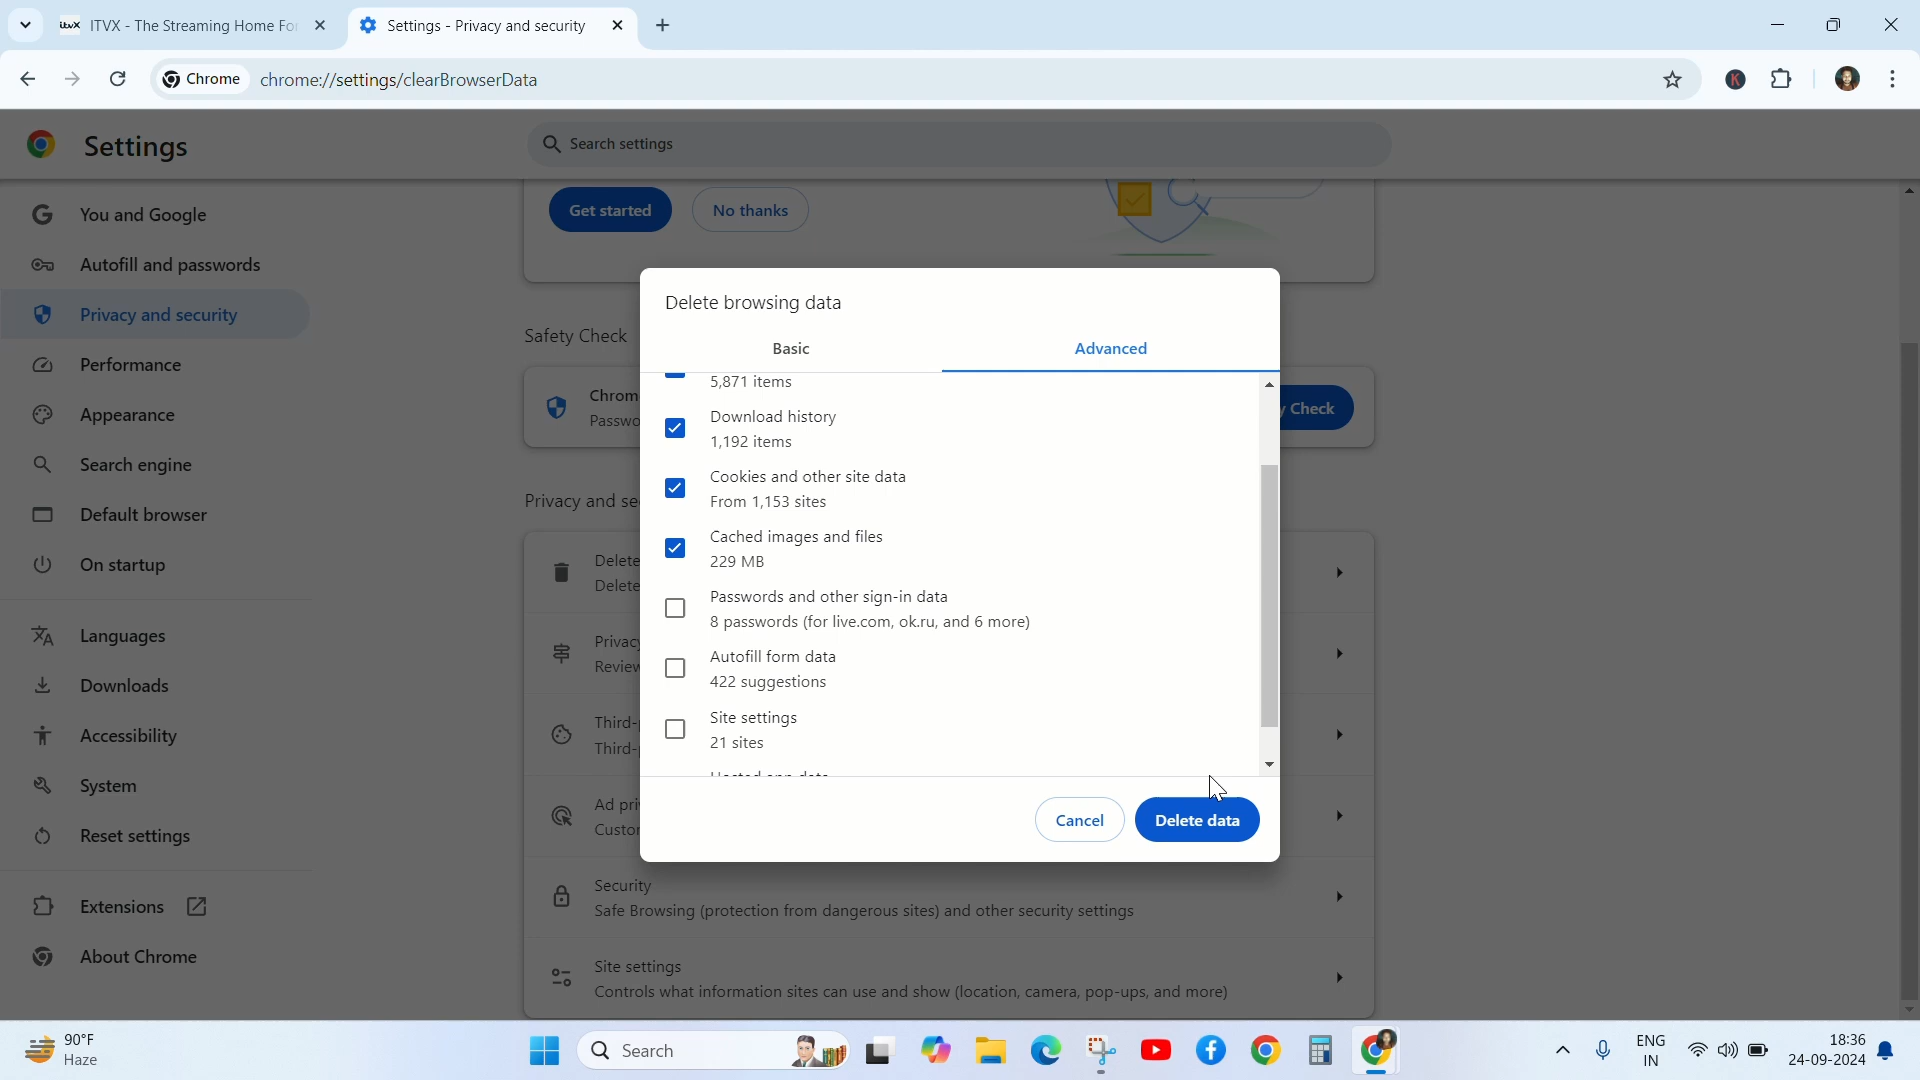 itvX ITVX - The Streaming Home For
Settings - Privacy and security
Chrome
chrome://settings/clearBrowserData
K
Settings
Search settings
You and Google
Autofill and passwords
Privacy and security
Performance
Appearance
Search engine
Default browser
On startup
Languages
Downloads
Accessibility
System
Reset settings
Extensions
About Chrome
Get started
No thanks
Safety Check
Chrom
Passwo
y Check
Privacy and se
Delete
Delete
Privacy
Review
Third-p
Third-p
Ad pri
Custo
Security
Safe Browsing (protection from dangerous sites) and other security settings
Site settings
Controls what information sites can use and show (location, camera, pop-ups, and more)
Delete browsing data
Basic
Advanced
5,871 items
Download history
1,192 items
Cookies and other site data
From 1,153 sites
Cached images and files
229 MB
Passwords and other sign-in data
8 passwords (for live.com, ok.ru, and 6 more)
Autofill form data
422 suggestions
Site settings
21 sites
Hosted app data
Cancel
Delete data
90°F
Haze
Search
ENG
IN
18:36
24-09-2024